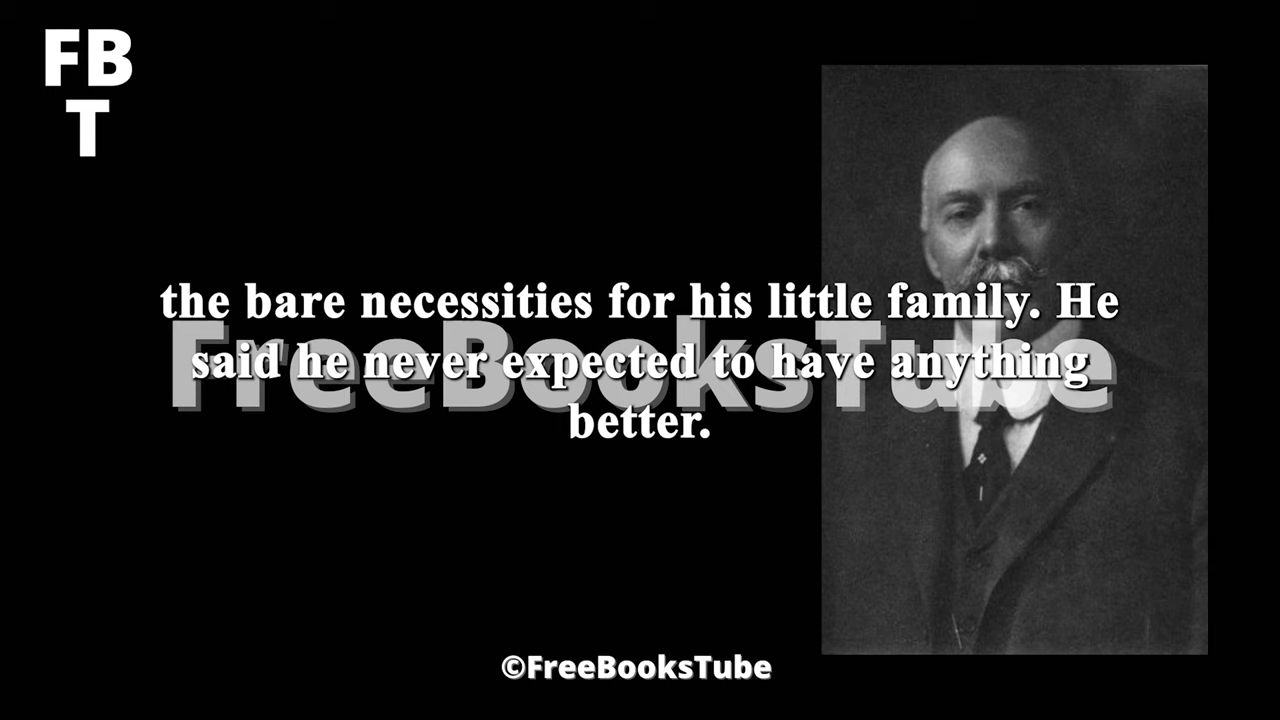 FB
T
the bare necessities for his little family. He
said he never expected to have anything
better.
FreeBooksTube
©FreeBooksTube